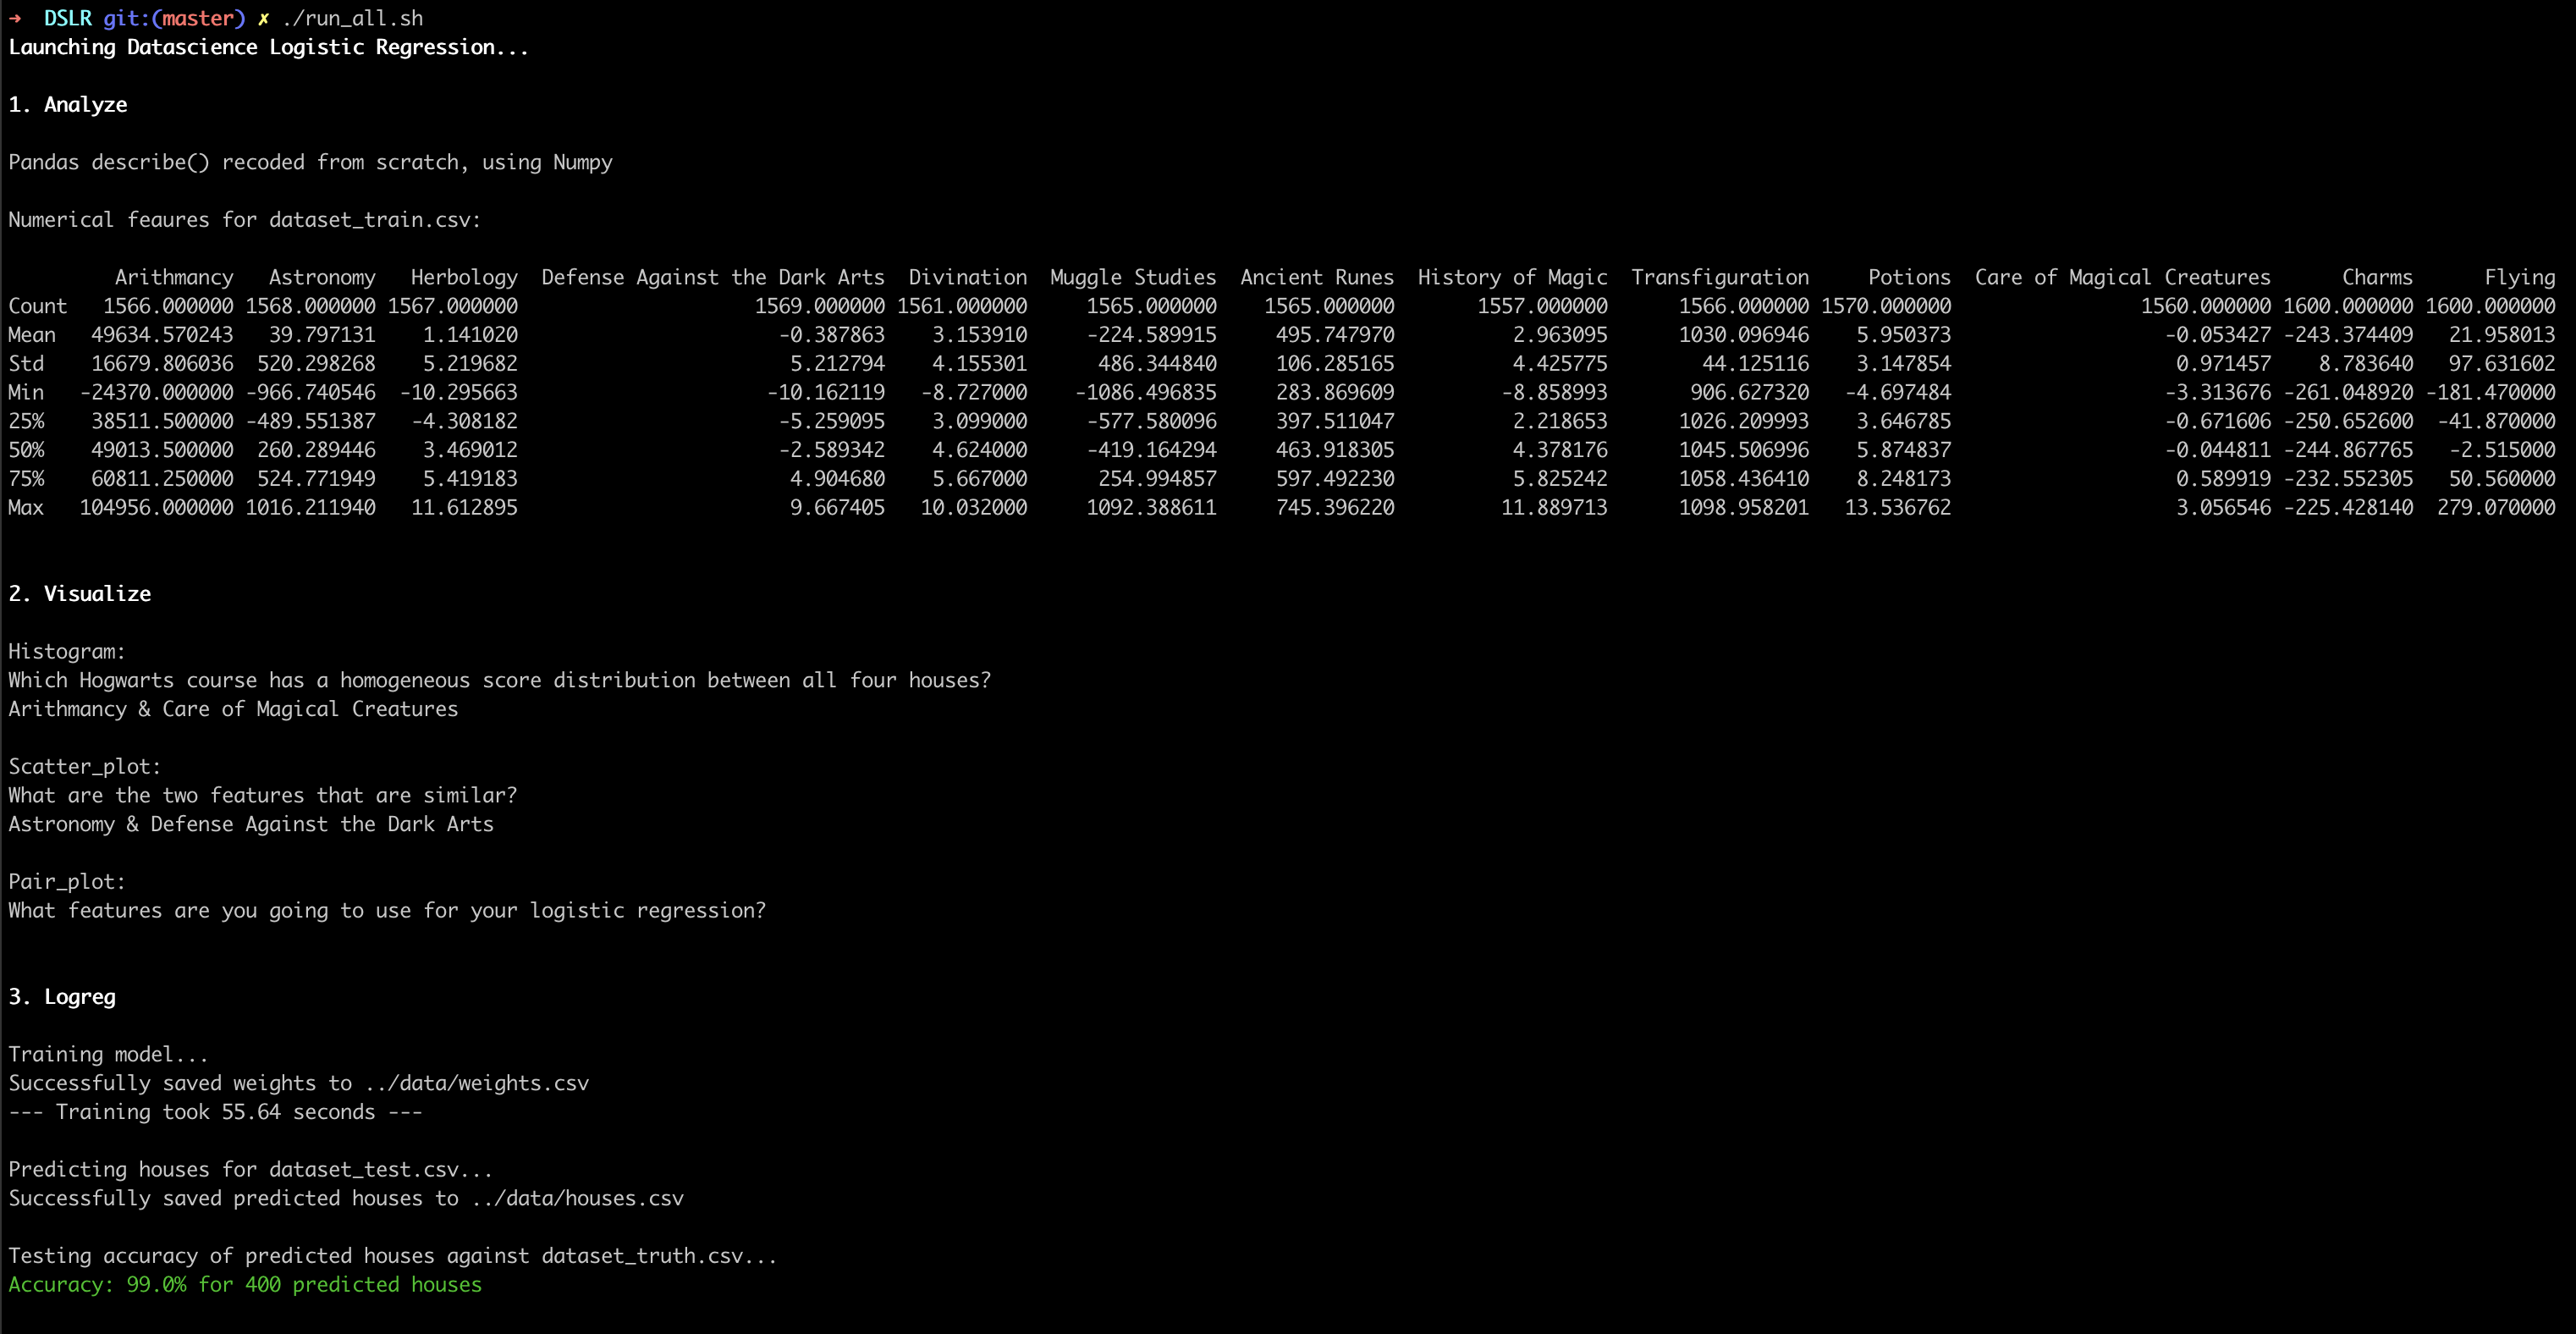 → DSLR git:(master) ✗ ./run_all.sh
Launching Datascience Logistic Regression...
1. Analyze
Pandas describe() recoded from scratch, using Numpy
Numerical feaures for dataset_train.csv:
Arithmancy Astronomy Herbology Defense Against the Dark Arts Divination Muggle Studies Ancient Runes History of Magic Transfiguration Potions Care of Magical Creatures Charms Flying
Count 1566.000000 1568.000000 1567.000000 1569.000000 1561.000000 1565.000000 1565.000000 1557.000000 1566.000000 1570.000000 1560.000000 1600.000000 1600.000000
Mean 49634.570243 39.797131 1.141020 -0.387863 3.153910 -224.589915 495.747970 2.963095 1030.096946 5.950373 -0.053427 -243.374409 21.958013
Std 16679.806036 520.298268 5.219682 5.212794 4.155301 486.344840 106.285165 4.425775 44.125116 3.147854 0.971457 8.783640 97.631602
Min -24370.000000 -966.740546 -10.295663 -10.162119 -8.727000 -1086.496835 283.869609 -8.858993 906.627320 -4.697484 -3.313676 -261.048920 -181.470000
25% 38511.500000 -489.551387 -4.308182 -5.259095 3.099000 -577.580096 397.511047 2.218653 1026.209993 3.646785 -0.671606 -250.652600 -41.870000
50% 49013.500000 260.289446 3.469012 -2.589342 4.624000 -419.164294 463.918305 4.378176 1045.506996 5.874837 -0.044811 -244.867765 -2.515000
75% 60811.250000 524.771949 5.419183 4.904680 5.667000 254.994857 597.492230 5.825242 1058.436410 8.248173 0.589919 -232.552305 50.560000
Max 104956.000000 1016.211940 11.612895 9.667405 10.032000 1092.388611 745.396220 11.889713 1098.958201 13.536762 3.056546 -225.428140 279.070000
2. Visualize
Histogram:
Which Hogwarts course has a homogeneous score distribution between all four houses?
Arithmancy & Care of Magical Creatures
Scatter_plot:
What are the two features that are similar?
Astronomy & Defense Against the Dark Arts
Pair_plot:
What features are you going to use for your logistic regression?
3. Logreg
Training model...
Successfully saved weights to ../data/weights.csv
--- Training took 55.64 seconds ---
Predicting houses for dataset_test.csv...
Successfully saved predicted houses to ../data/houses.csv
Testing accuracy of predicted houses against dataset_truth.csv...
Accuracy: 99.0% for 400 predicted houses